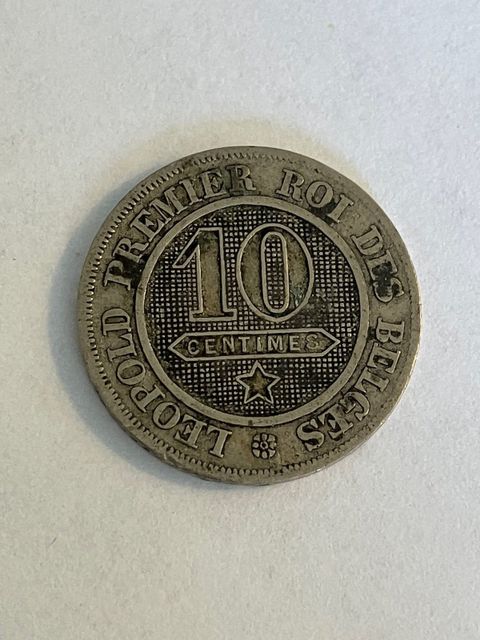 LEOPOLD PREMIER ROI DES BELGES
10
CENTIMES